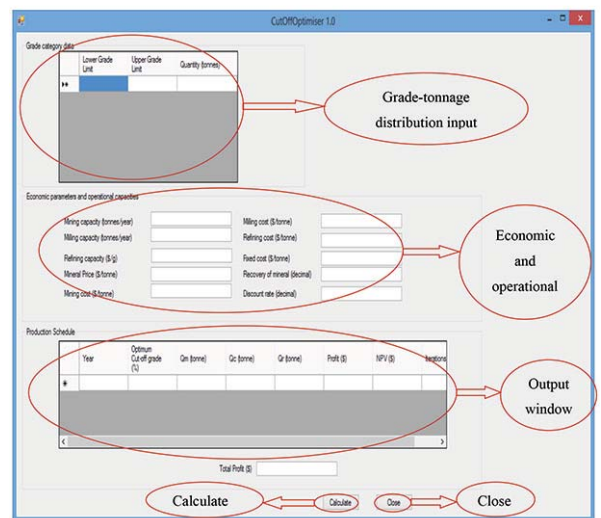 CutOffOptimiser 1.0
Grade category data
Lower Grade Limit
Upper Grade Limit
Quantity (tonnes)
Grade-tonnage
distribution input
Economic parameters and operational capacities
Mining capacity (tonnes/year)
Milling cost ($/tonne)
Milling capacity (tonnes/year)
Refining cost ($/tonne)
Refining capacity ($/g)
Fixed cost ($/tonne)
Mineral Price ($/tonne)
Recovery of mineral (decimal)
Mining cost ($/tonne)
Discount rate (decimal)
Economic
and
operational
Production Schedule
Year
Optimum
Cut-off grade
(%)
Qm (tonne)
Qc (tonne)
Qr (tonne)
Profit ($)
NPV ($)
Iterations
Output
window
Total Profit ($)
Calculate
Calculate
Close
Close